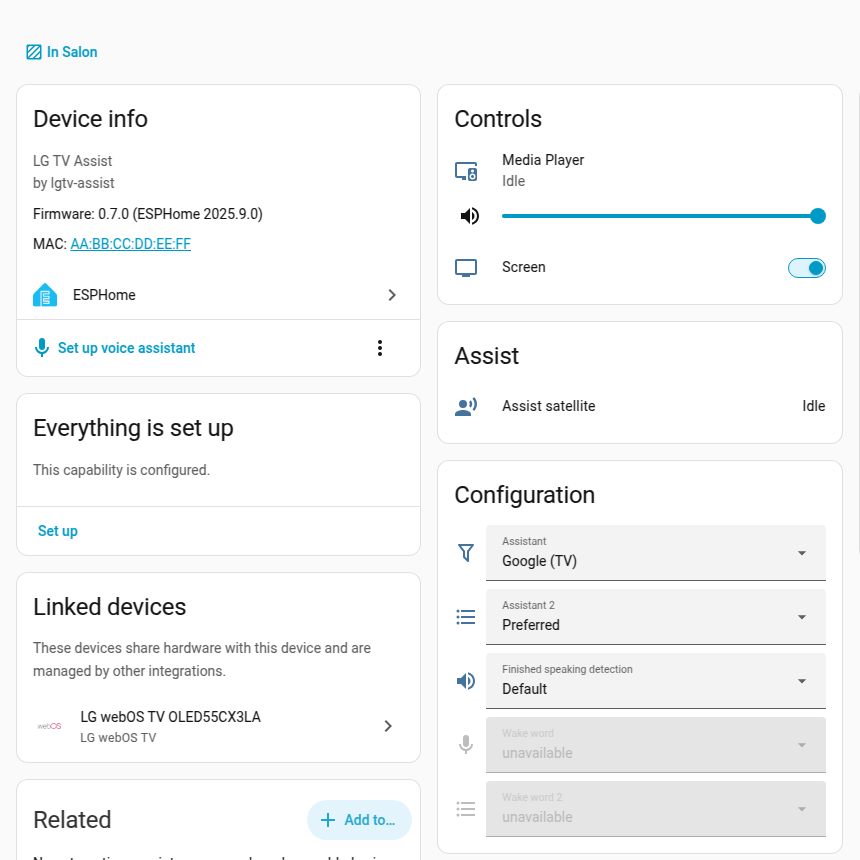 In Salon
Device info
LG TV Assist
by lgtv-assist
Firmware: 0.7.0 (ESPHome 2025.9.0)
MAC: AA:BB:CC:DD:EE:FF
ESPHome
Set up voice assistant
Everything is set up
This capability is configured.
Set up
Linked devices
These devices share hardware with this device and are
managed by other integrations.
webOS
LG webOS TV OLED55CX3LA
LG webOS TV
Related
Add to...
Controls
Media Player
Idle
Screen
Assist
Assist satellite
Idle
Configuration
Assistant
Google (TV)
Assistant 2
Preferred
Finished speaking detection
Default
Wake word
unavailable
Wake word 2
unavailable